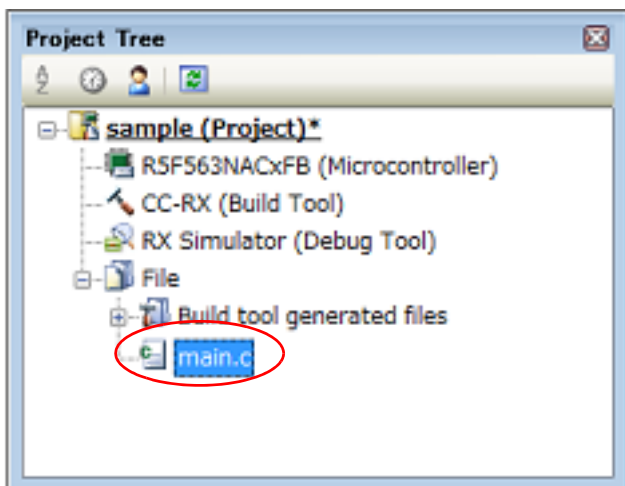 Project Tree
sample (Project)*
R5F563NACxFB (Microcontroller)
CC-RX (Build Tool)
RX Simulator (Debug Tool)
File
Build tool generated files
main.c